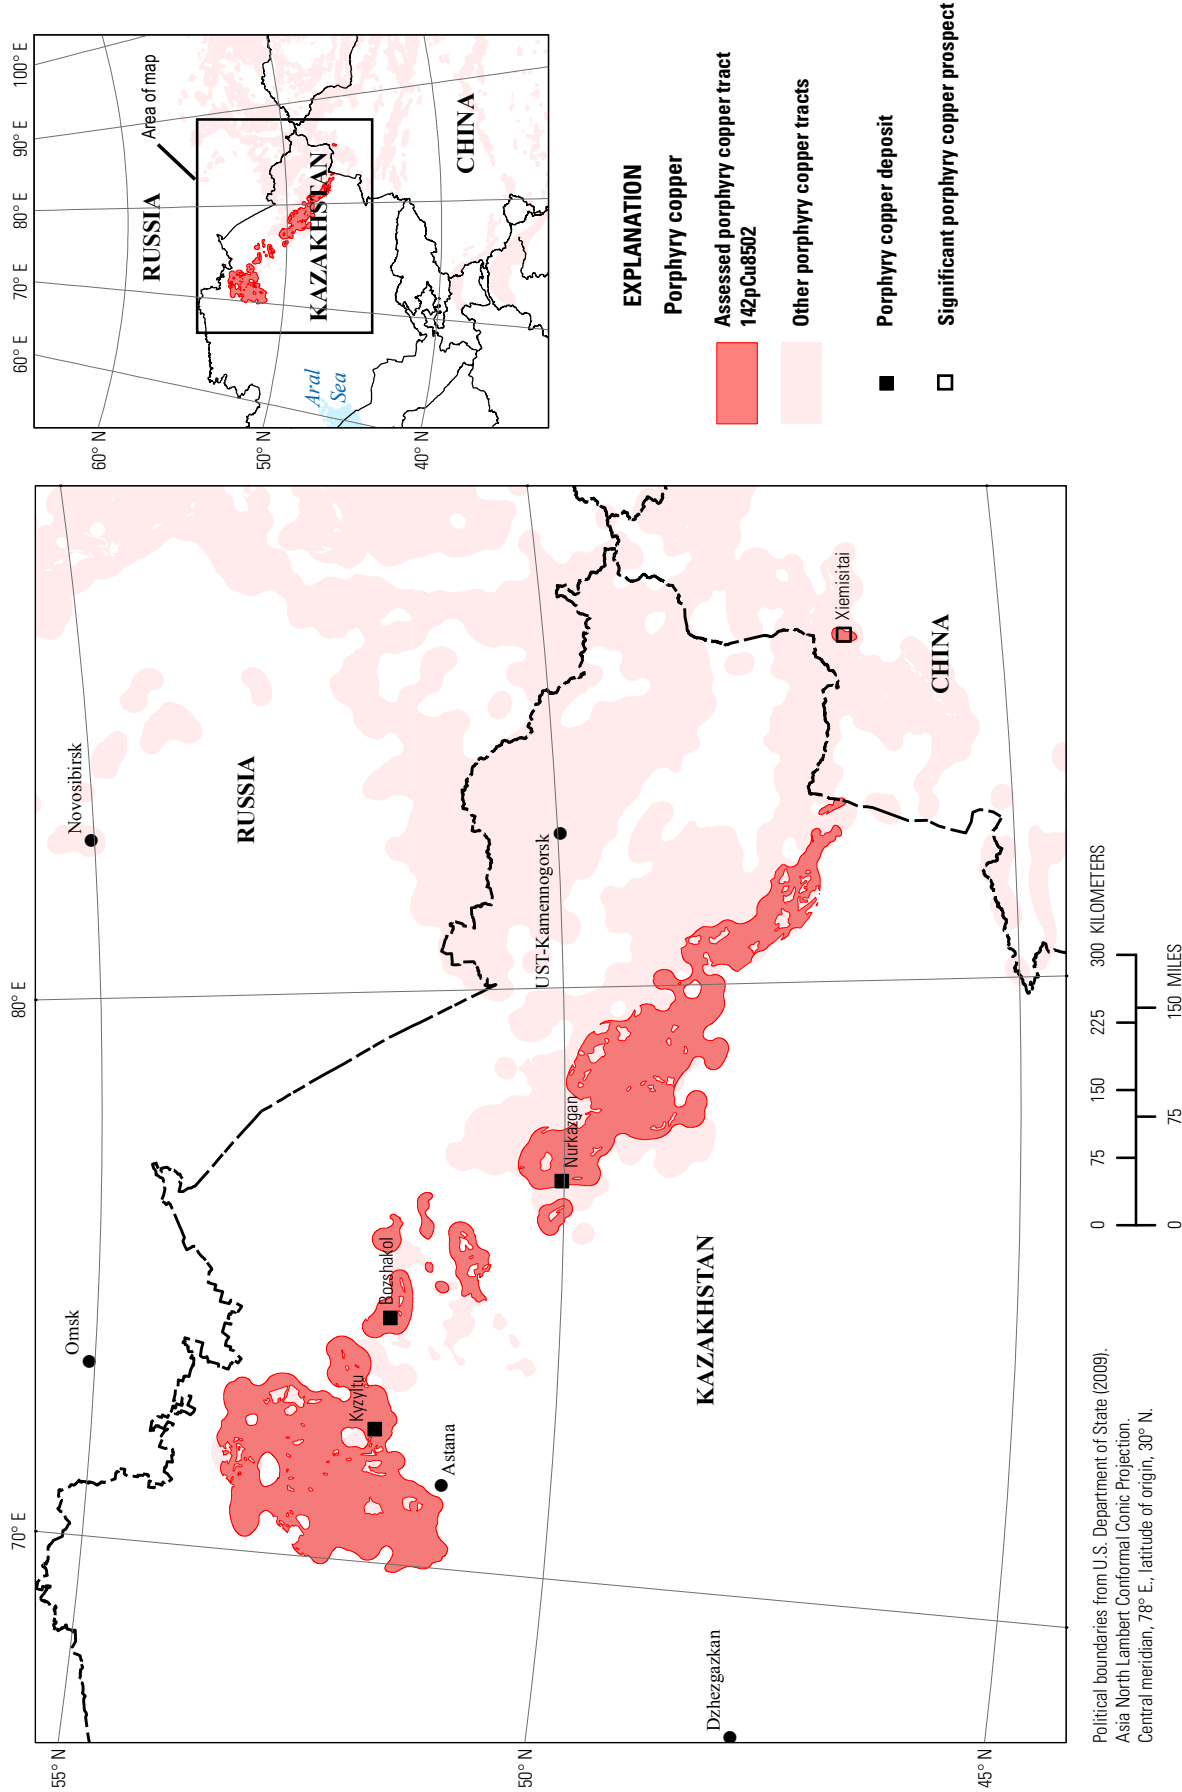 55° N
50° N
45° N
70° E
80° E
Omsk
Novosibirsk
RUSSIA
Kyzyltu
Bozshakol
Astana
Nurkazgan
UST-Kamennogorsk
KAZAKHSTAN
Dzhezgazkan
Xiemisitai
CHINA
0 75 150 225 300 KILOMETERS
0 75 150 MILES
Political boundaries from U.S. Department of State (2009).
Asia North Lambert Conformal Conic Projection.
Central meridian, 78° E., latitude of origin, 30° N.
60° E
70° E
80° E
90° E
100° E
60° N
50° N
40° N
RUSSIA
Area of map
KAZAKHSTAN
CHINA
Aral
Sea
EXPLANATION
Porphyry copper
Assessed porphyry copper tract
142pCu8502
Other porphyry copper tracts
Porphyry copper deposit
Significant porphyry copper prospect